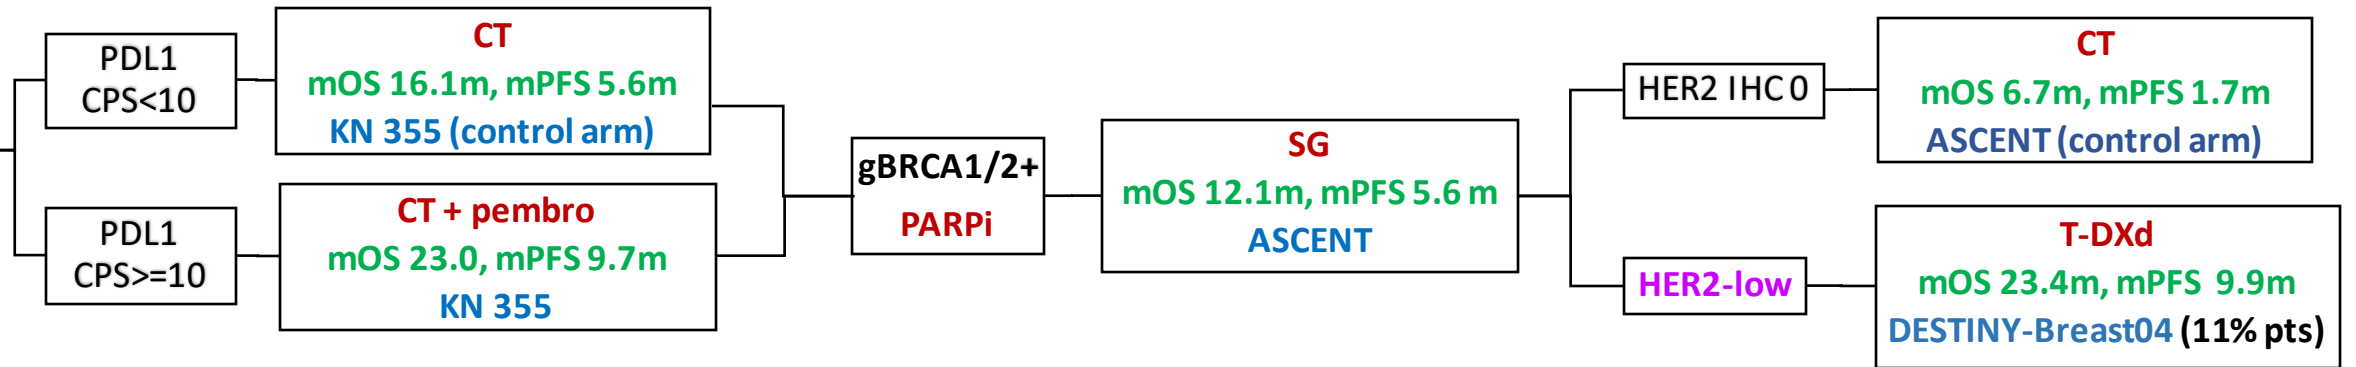 PDL1
CPS<10
CT
mOS 16.1m, mPFS 5.6m
KN 355 (control arm)
PDL1
CPS>=10
CT + pembro
mOS 23.0, mPFS 9.7m
KN 355
gBRCA1/2+
PARPi
SG
mOS 12.1m, mPFS 5.6 m
ASCENT
HER2 IHC 0
CT
mOS 6.7m, mPFS 1.7m
ASCENT (control arm)
HER2-low
T-DXd
mOS 23.4m, mPFS 9.9m
DESTINY-Breast04 (11% pts)